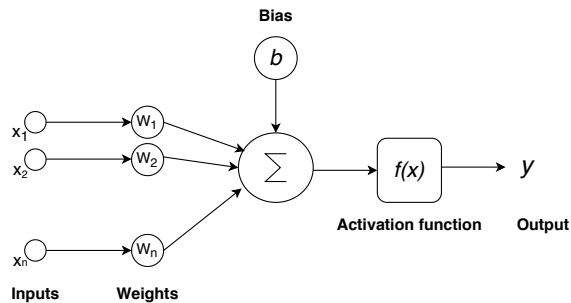 Bias
b
x₁
W₁
x₂
W₂
∑
f(x)
y
Activation function
Output
xₙ
Wₙ
Inputs
Weights